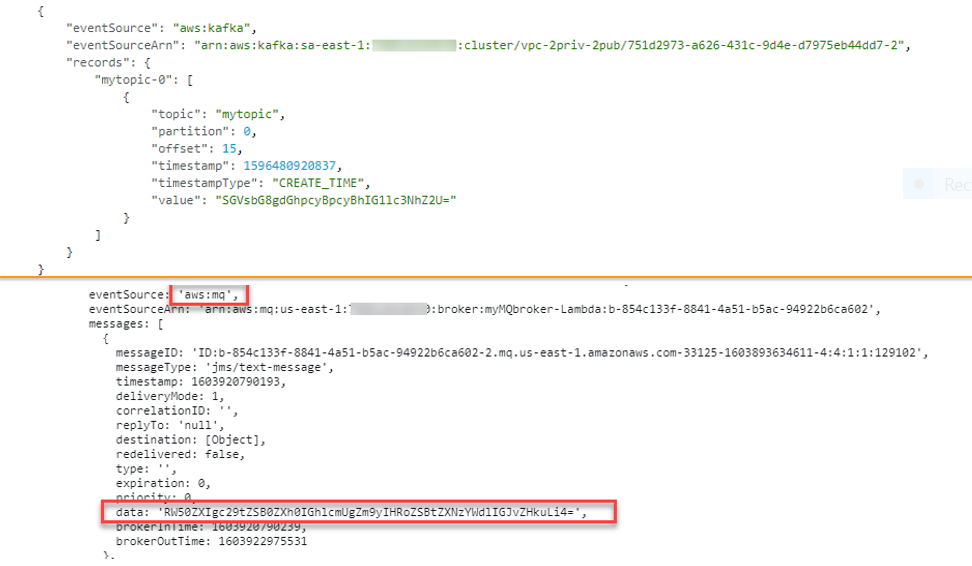 {
"eventSource": "aws:kafka",
"eventSourceArn": "arn:aws:kafka:sa-east-1: :cluster/vpc-2priv-2pub/751d2973-a626-431c-9d4e-d7975eb44dd7-2",
"records": {
"mytopic-0": [
{
"topic": "mytopic",
"partition": 0,
"offset": 15,
"timestamp": 1596480920837,
"timestampType": "CREATE_TIME",
"value": "SGVsbG8gdGhpcyBpcyBhIG1lc3NhZ2U="
}
]
}
}
Rec
eventSource: 'aws:mq',
eventSourceArn: 'arn:aws:mq:us-east-1: :broker:myMQbroker-Lambda:b-854c133f-8841-4a51-b5ac-94922b6ca602',
messages: [
{
messageID: 'ID:b-854c133f-8841-4a51-b5ac-94922b6ca602-2.mq.us-east-1.amazonaws.com-33125-1603893634611-4:4:1:1:129102',
messageType: 'jms/text-message',
timestamp: 1603920790193,
deliveryMode: 1,
correlationID: '',
replyTo: 'null',
destination: [Object],
redelivered: false,
type: '',
expiration: 0,
priority: 0,
data: 'RW50ZXIgc29tZSB0ZXh0IGhlcmUgZm9yIHRoZSBtZXNzYWdlIGJvZHkuLi4=',
brokerInTime: 1603920790239,
brokerOutTime: 1603922975531
},